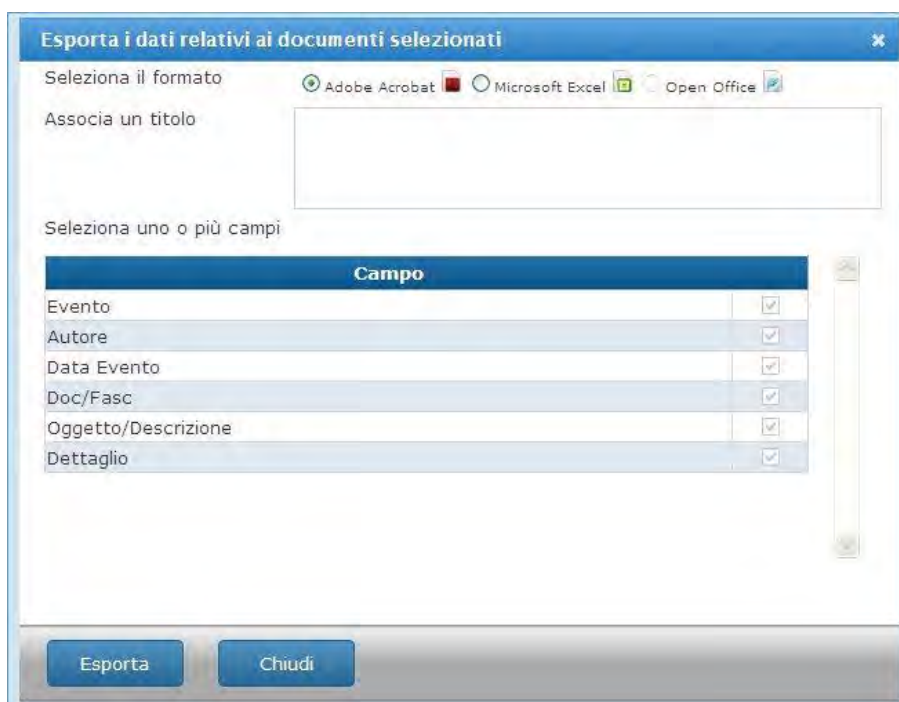 Esporta i dati relativi ai documenti selezionati
Seleziona il formato
Adobe Acrobat Microsoft Excel Open Office
Associa un titolo
Seleziona uno o più campi
Campo
Evento
Autore
Data Evento
Doc/Fasc
Oggetto/Descrizione
Dettaglio
Esporta Chiudi